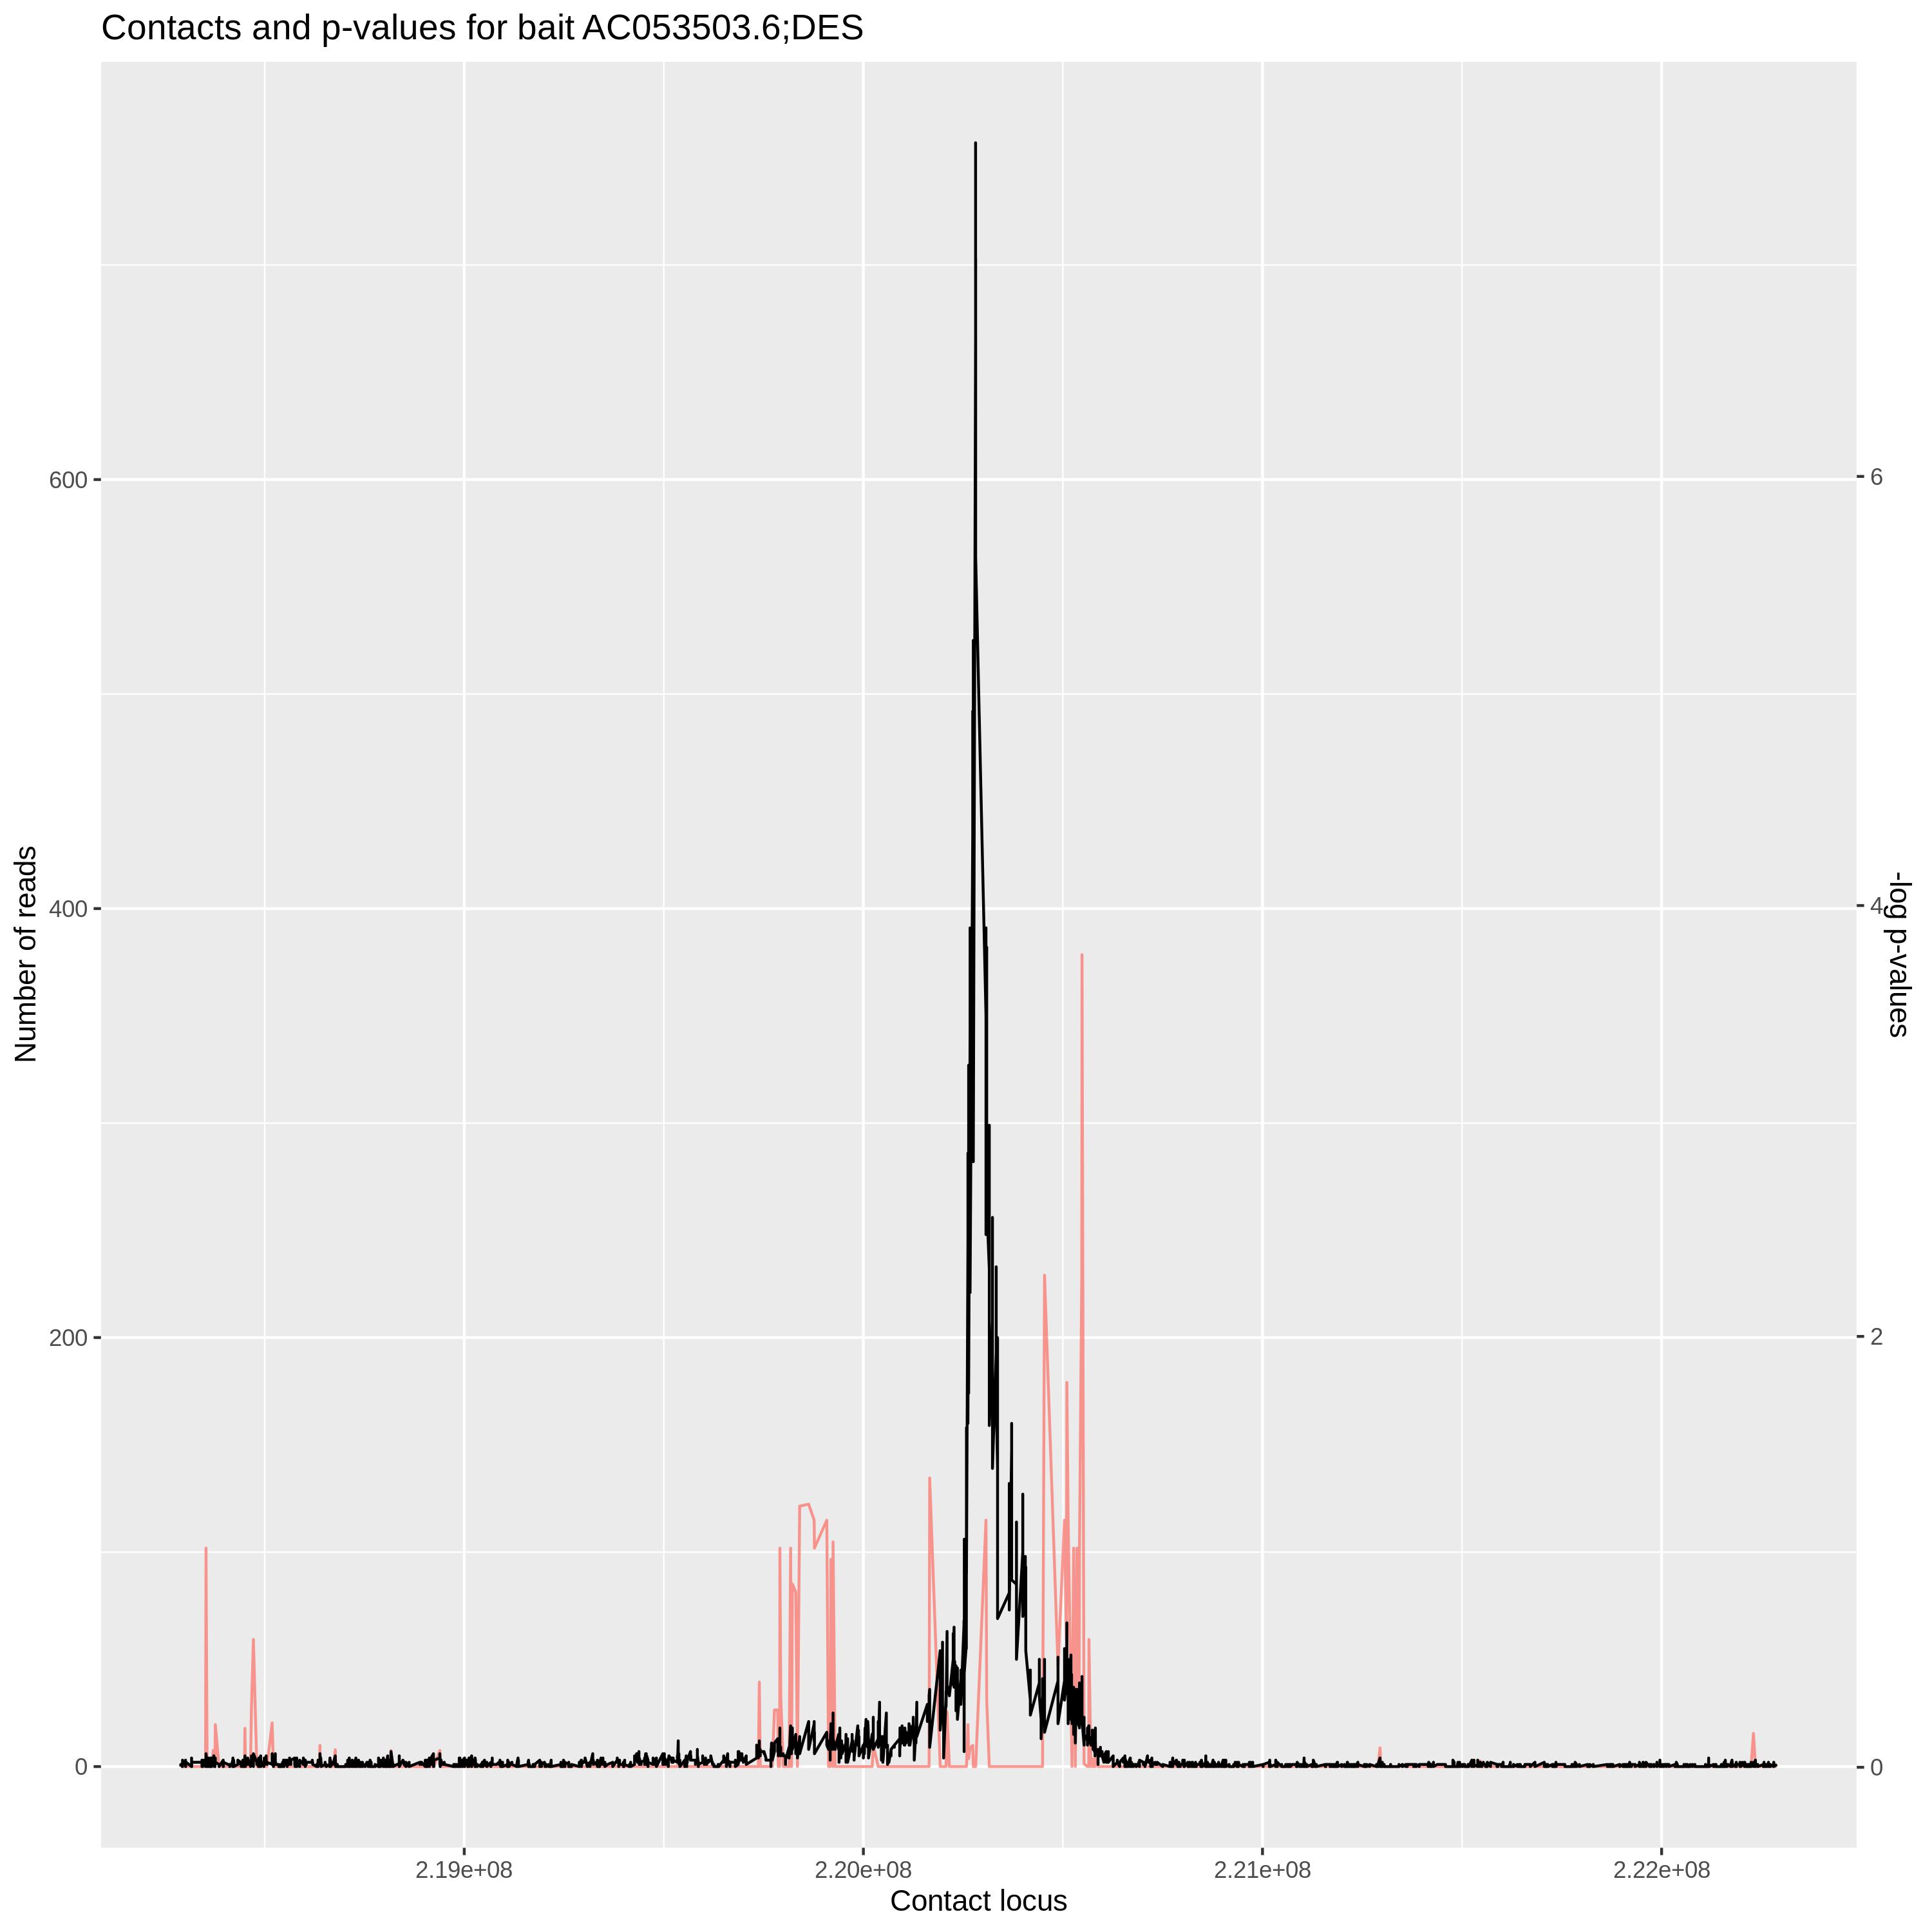 Contacts and p-values for bait AC053503.6;DES
Number of reads
600
400
200
0
6
4
2
0
-log p-values
2.19e+08 2.20e+08 2.21e+08 2.22e+08
Contact locus